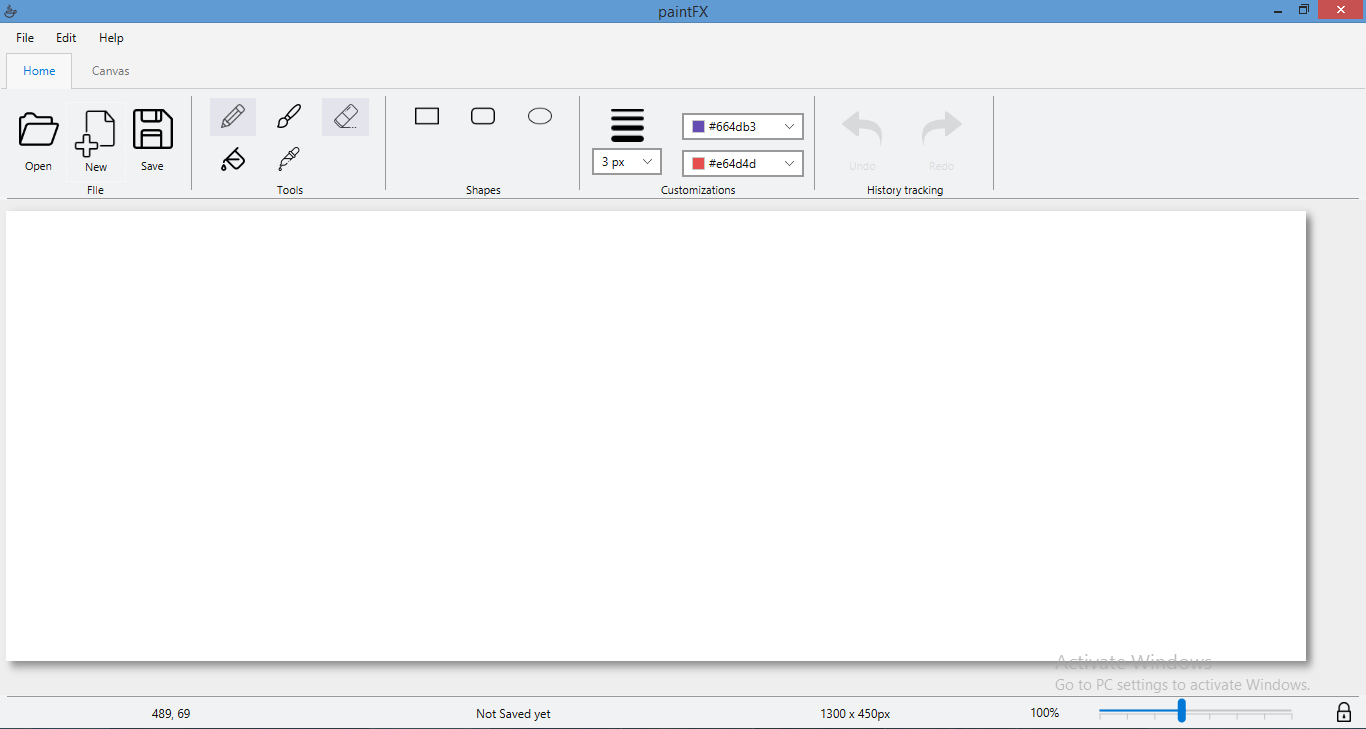 paintFX
File Edit Help
Home Canvas
#664db3
3 px #e64d4d
Open New Save Undo Redo
File Tools Shapes Customizations History tracking
Activate Windows
Go to PC settings to activate Windows.
489, 69 Not Saved yet 1300 x 450px 100%